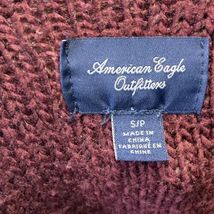 American Eagle
Outfitters
S/P
MADE IN
CHINA
FABRIQUÉ EN
CHINE